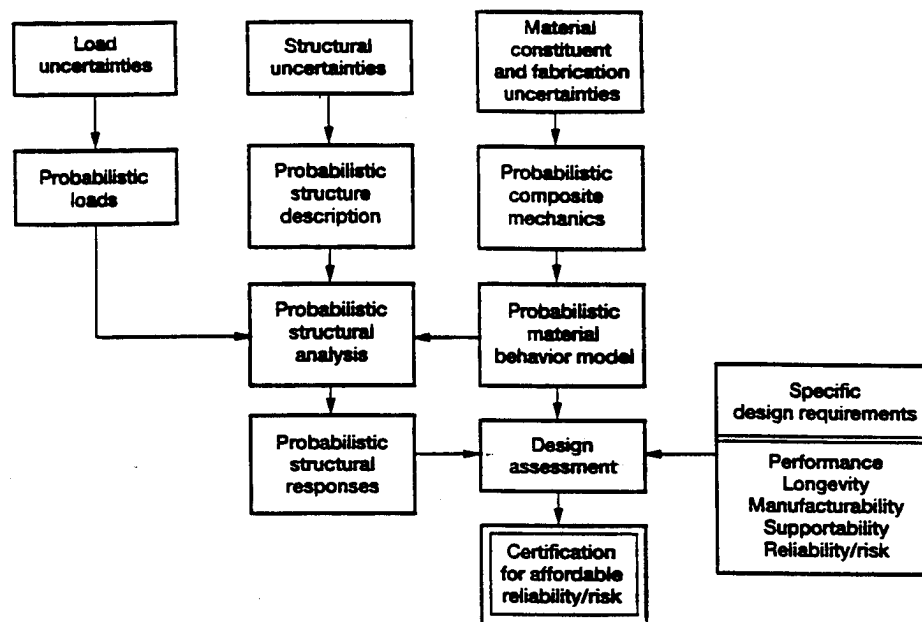 Load
uncertainties
Structural
uncertainties
Material
constituent
and fabrication
uncertainties
Probabilistic
loads
Probabilistic
structure
description
Probabilistic
composite
mechanics
Probabilistic
structural
analysis
Probabilistic
material
behavior model
Specific
design requirements
Performance
Longevity
Manufacturability
Supportability
Reliability/risk
Probabilistic
structural
responses
Design
assessment
Certification
for affordable
reliability/risk